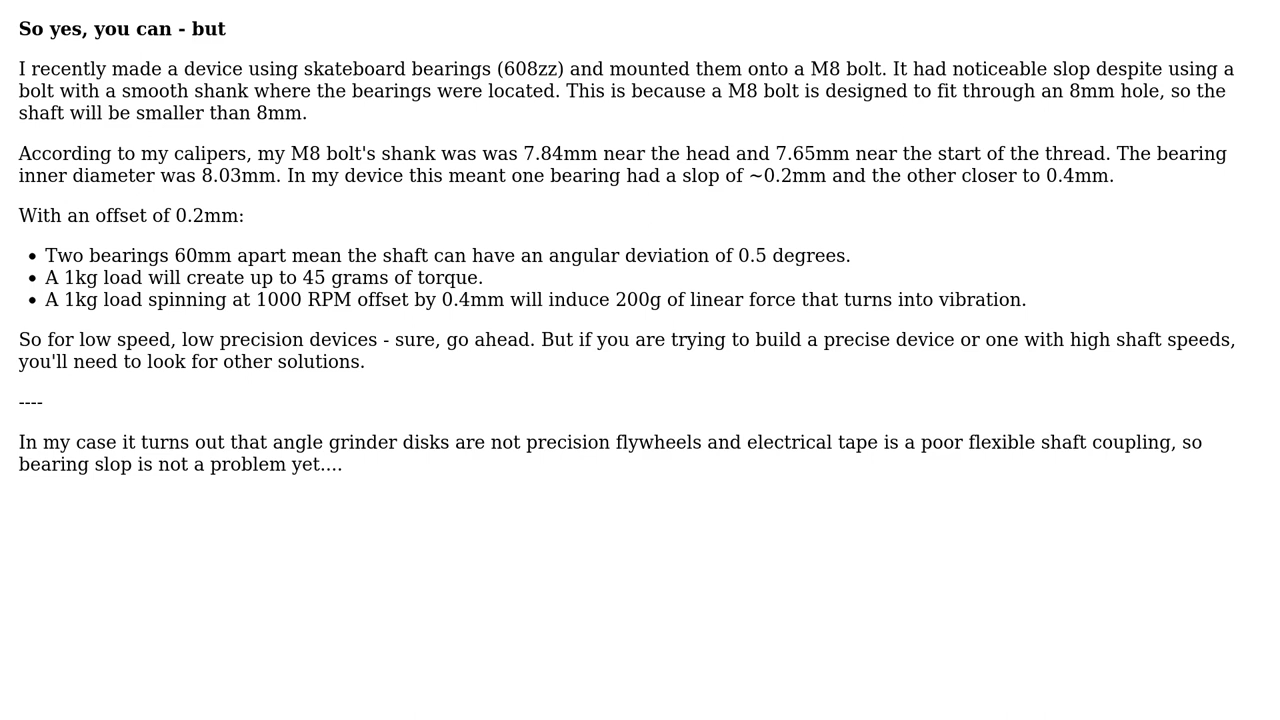 So yes, you can - but
I recently made a device using skateboard bearings (608zz) and mounted them onto a M8 bolt. It had noticeable slop despite using a
bolt with a smooth shank where the bearings were located. This is because a M8 bolt is designed to fit through an 8mm hole, so the
shaft will be smaller than 8mm.
According to my calipers, my M8 bolt's shank was was 7.84mm near the head and 7.65mm near the start of the thread. The bearing
inner diameter was 8.03mm. In my device this meant one bearing had a slop of ~0.2mm and the other closer to 0.4mm.
With an offset of 0.2mm:
• Two bearings 60mm apart mean the shaft can have an angular deviation of 0.5 degrees.
• A 1kg load will create up to 45 grams of torque.
• A 1kg load spinning at 1000 RPM offset by 0.4mm will induce 200g of linear force that turns into vibration.
So for low speed, low precision devices - sure, go ahead. But if you are trying to build a precise device or one with high shaft speeds,
you'll need to look for other solutions.
----
In my case it turns out that angle grinder disks are not precision flywheels and electrical tape is a poor flexible shaft coupling, so
bearing slop is not a problem yet....